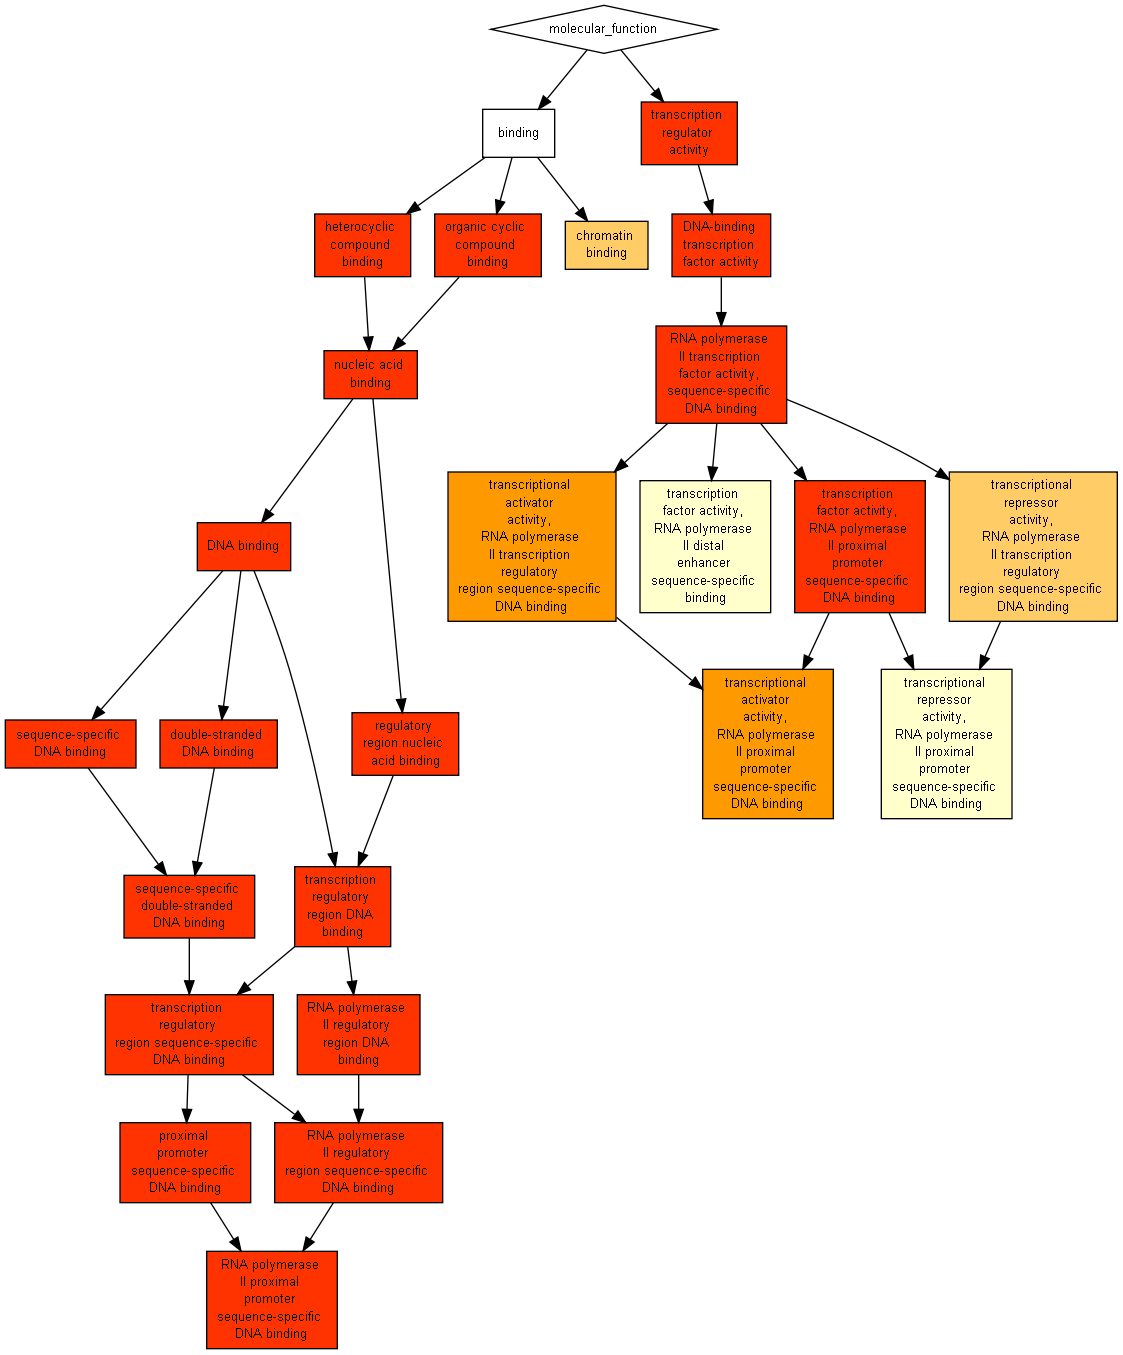 molecular_function
binding
transcription
regulator
activity
heterocyclic
compound
binding
organic cyclic
compound
binding
chromatin
binding
DNA-binding
transcription
factor activity
RNA polymerase
II transcription
factor activity,
sequence-specific
DNA binding
nucleic acid
binding
transcriptional
activator
activity,
RNA polymerase
II transcription
regulatory
region sequence-specific
DNA binding
transcription
factor activity,
RNA polymerase
II distal
enhancer
sequence-specific
binding
transcription
factor activity,
RNA polymerase
II proximal
promoter
sequence-specific
DNA binding
transcriptional
repressor
activity,
RNA polymerase
II transcription
regulatory
region sequence-specific
DNA binding
DNA binding
transcriptional
activator
activity,
RNA polymerase
II proximal
promoter
sequence-specific
DNA binding
transcriptional
repressor
activity,
RNA polymerase
II proximal
promoter
sequence-specific
DNA binding
sequence-specific
DNA binding
double-stranded
DNA binding
regulatory
region nucleic
acid binding
sequence-specific
double-stranded
DNA binding
transcription
regulatory
region DNA
binding
transcription
regulatory
region sequence-specific
DNA binding
RNA polymerase
II regulatory
region DNA
binding
proximal
promoter
sequence-specific
DNA binding
RNA polymerase
II regulatory
region sequence-specific
DNA binding
RNA polymerase
II proximal
promoter
sequence-specific
DNA binding